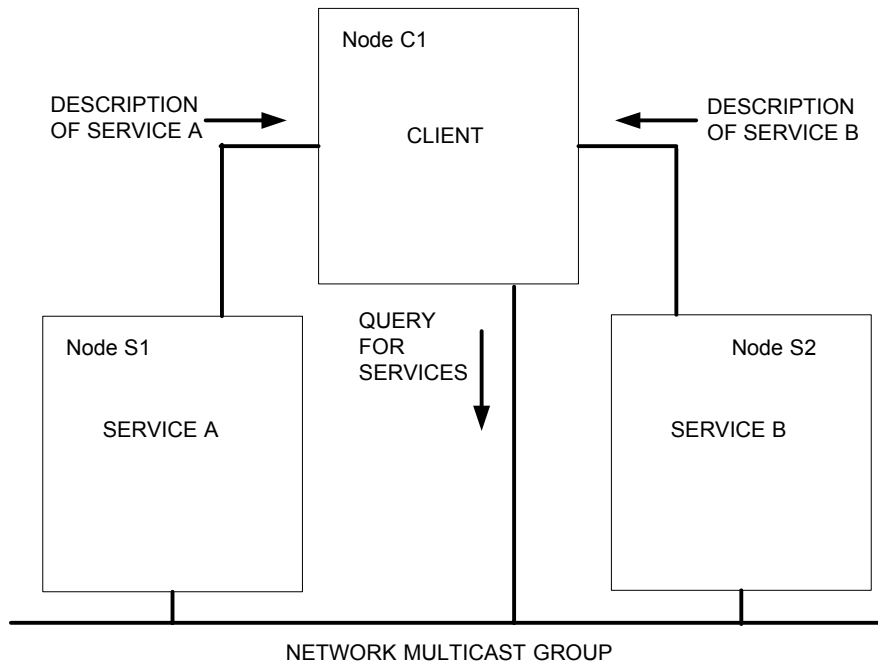 Node C1
DESCRIPTION
OF SERVICE A
CLIENT
DESCRIPTION
OF SERVICE B
QUERY
FOR
SERVICES
Node S1
SERVICE A
Node S2
SERVICE B
NETWORK MULTICAST GROUP